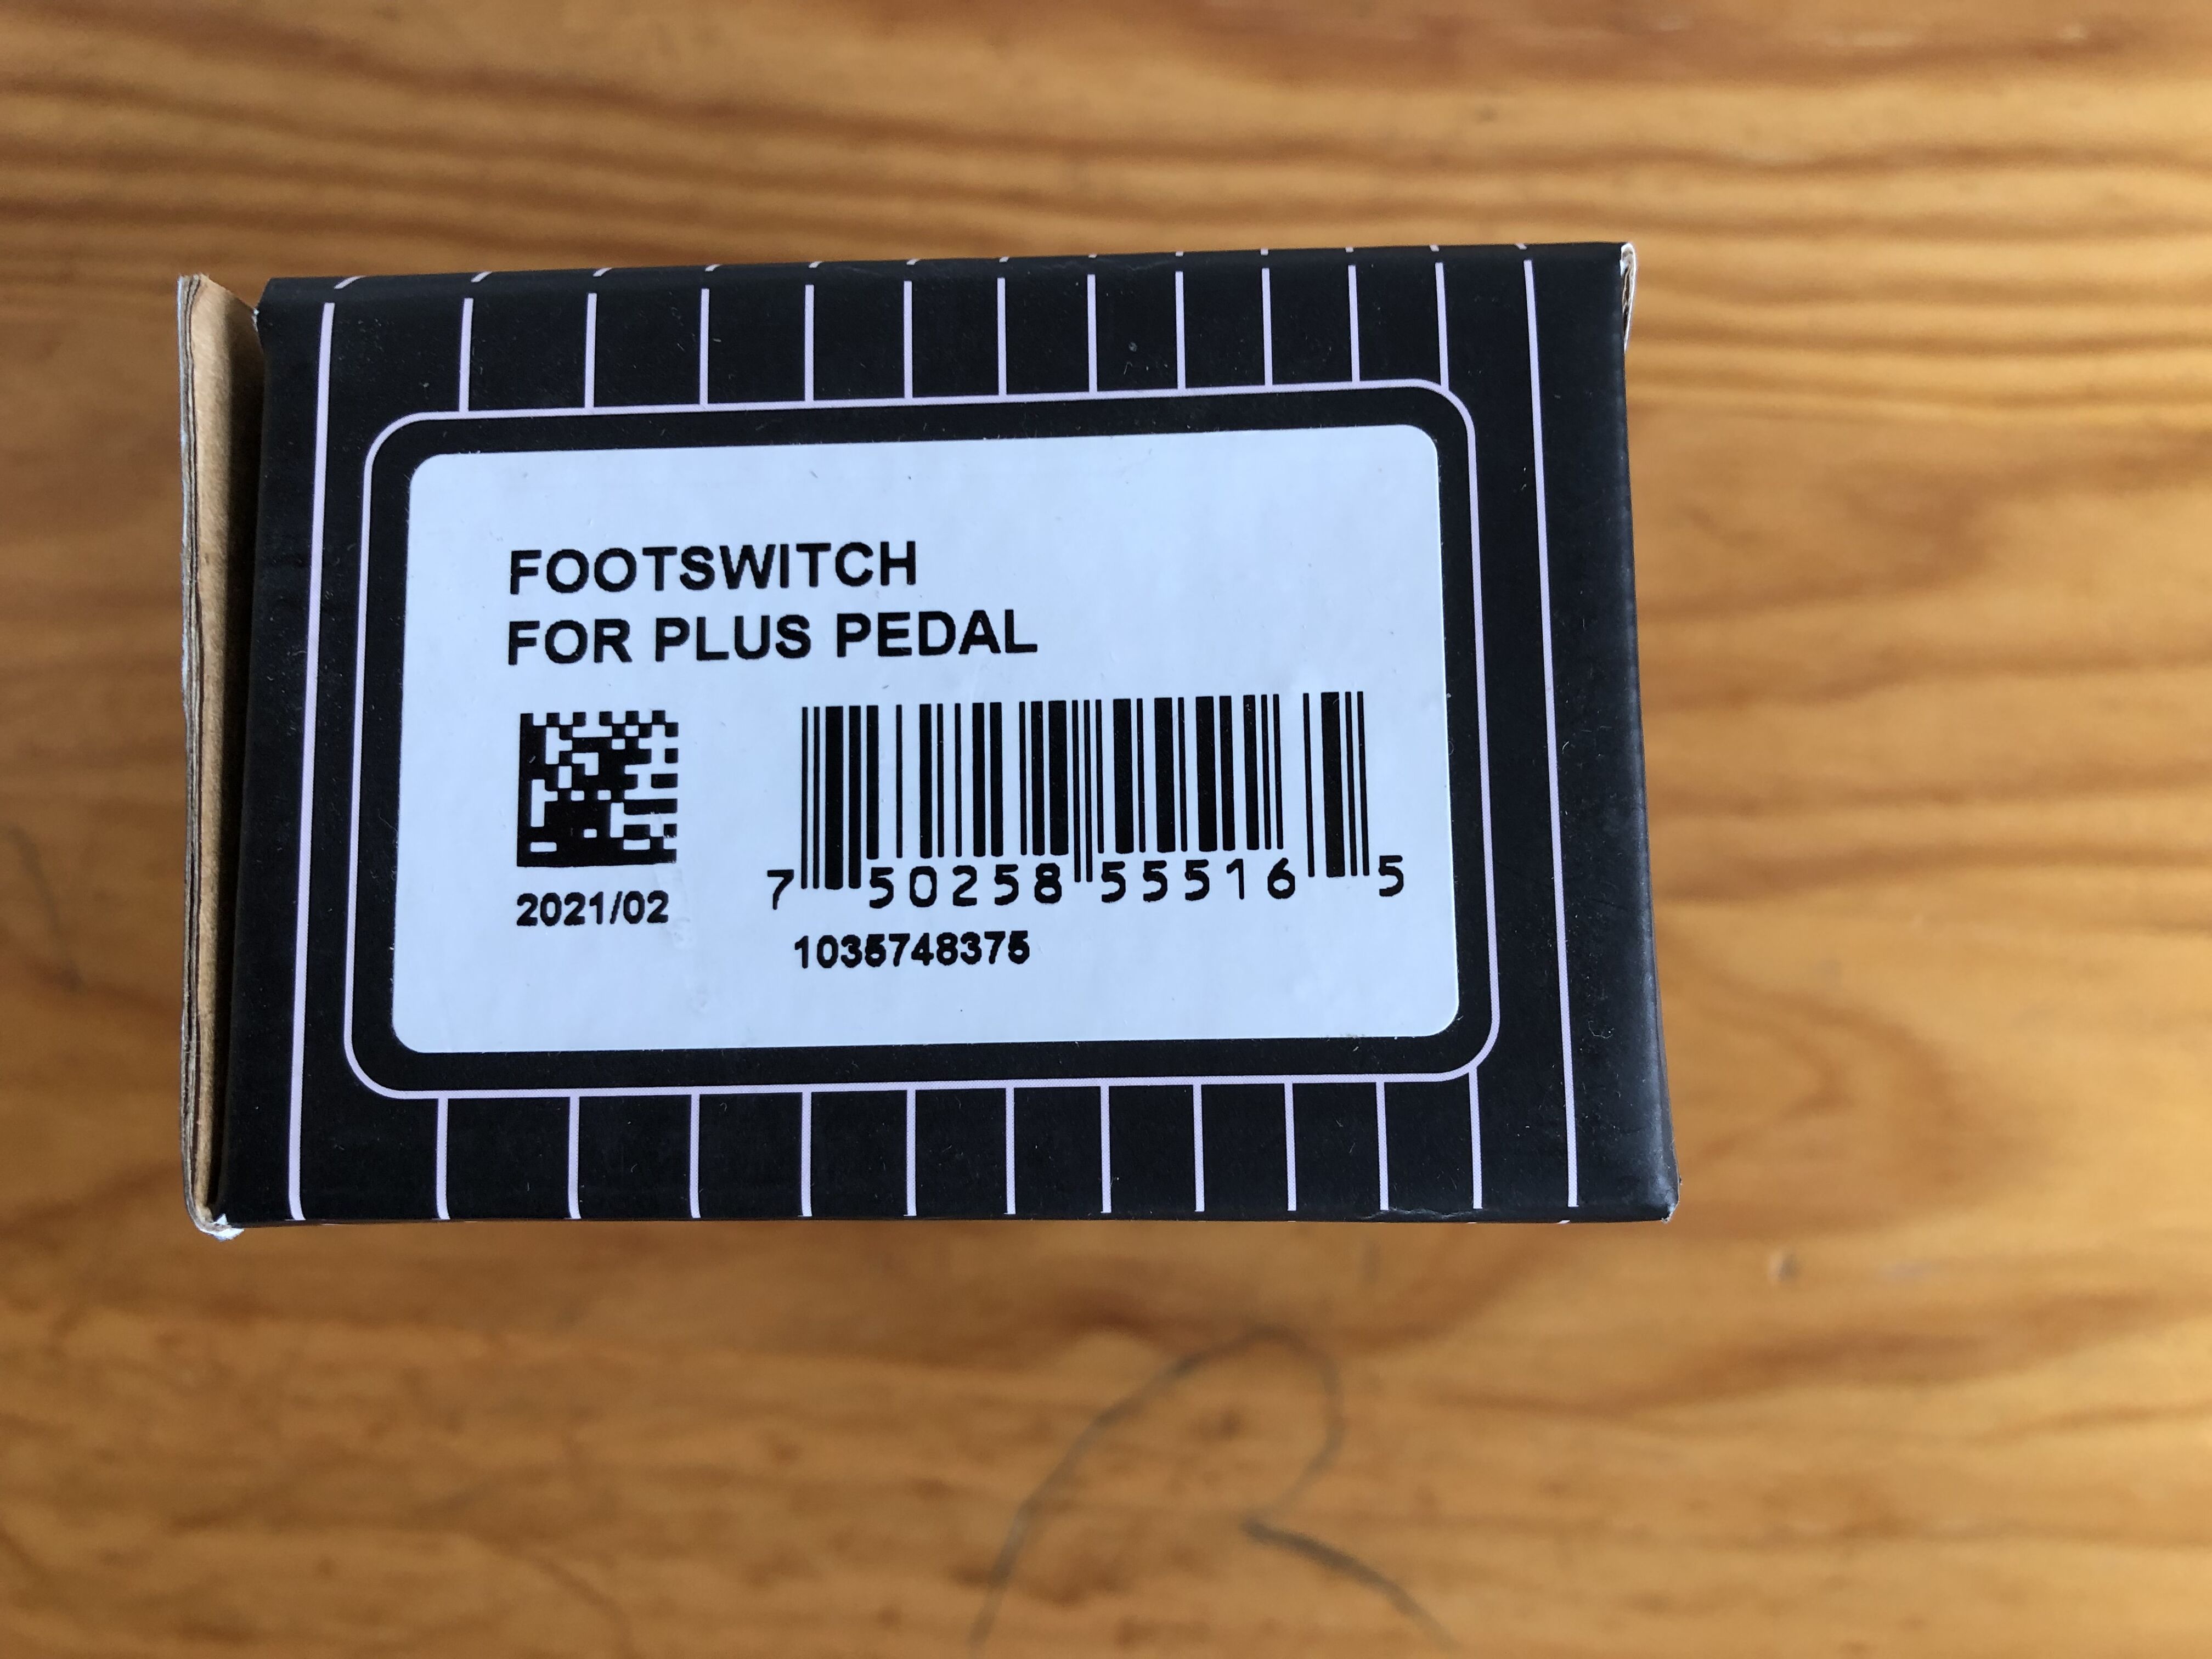 FOOTSWITCH
FOR PLUS PEDAL
7 50258 55516 5
2021/02
1035748375